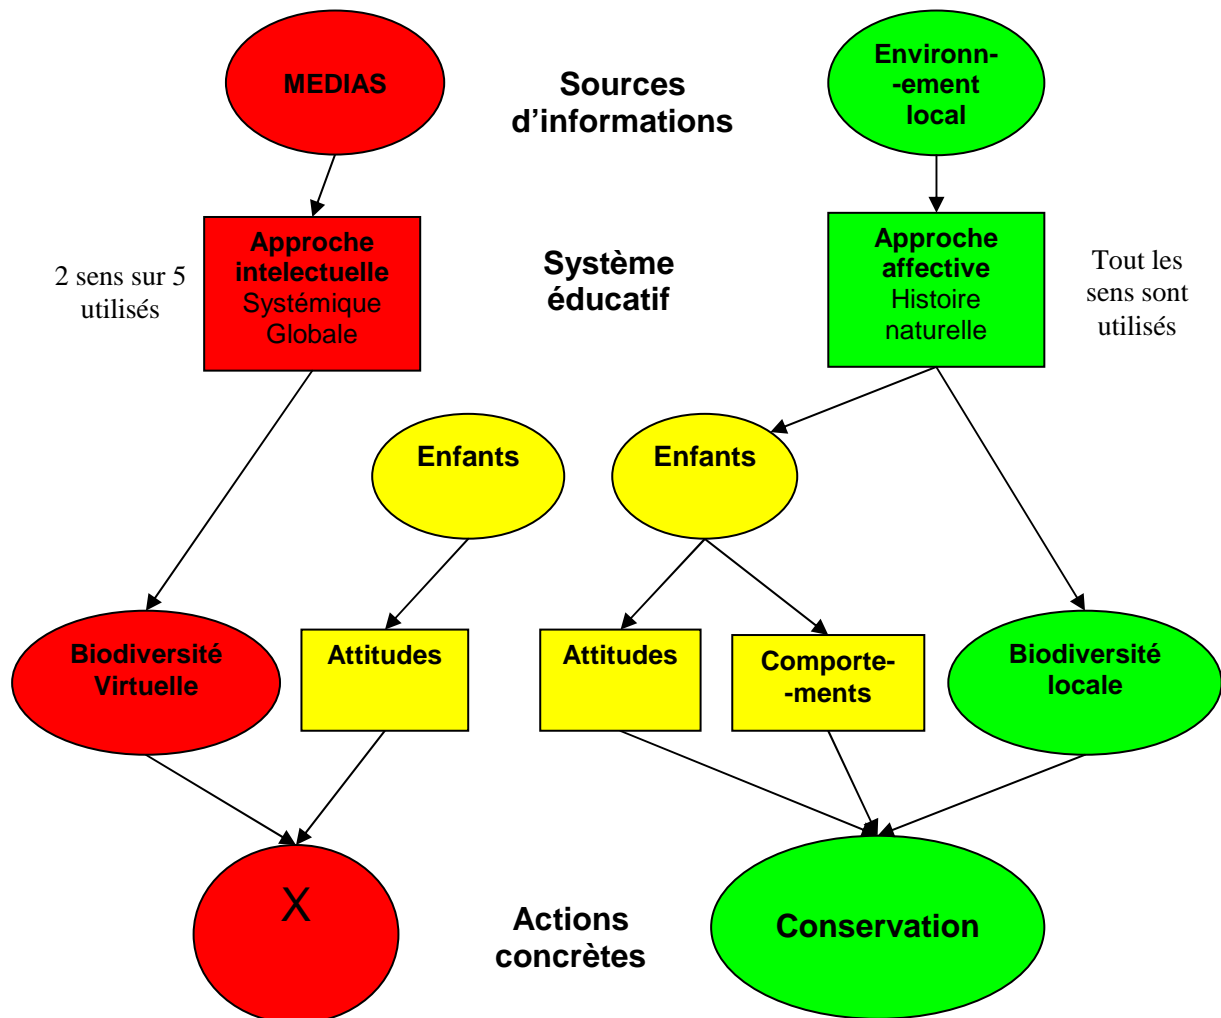 MEDIAS
Sources
d'informations
Environn-
-ement
local
2 sens sur 5
utilisés
Approche
intelectuelle
Systémique
Globale
Système
éducatif
Approche
affective
Histoire
naturelle
Tout les
sens sont
utilisés
Enfants
Enfants
Biodiversité
Virtuelle
Attitudes
Attitudes
Comporte-
-ments
Biodiversité
locale
X
Actions
concrètes
Conservation